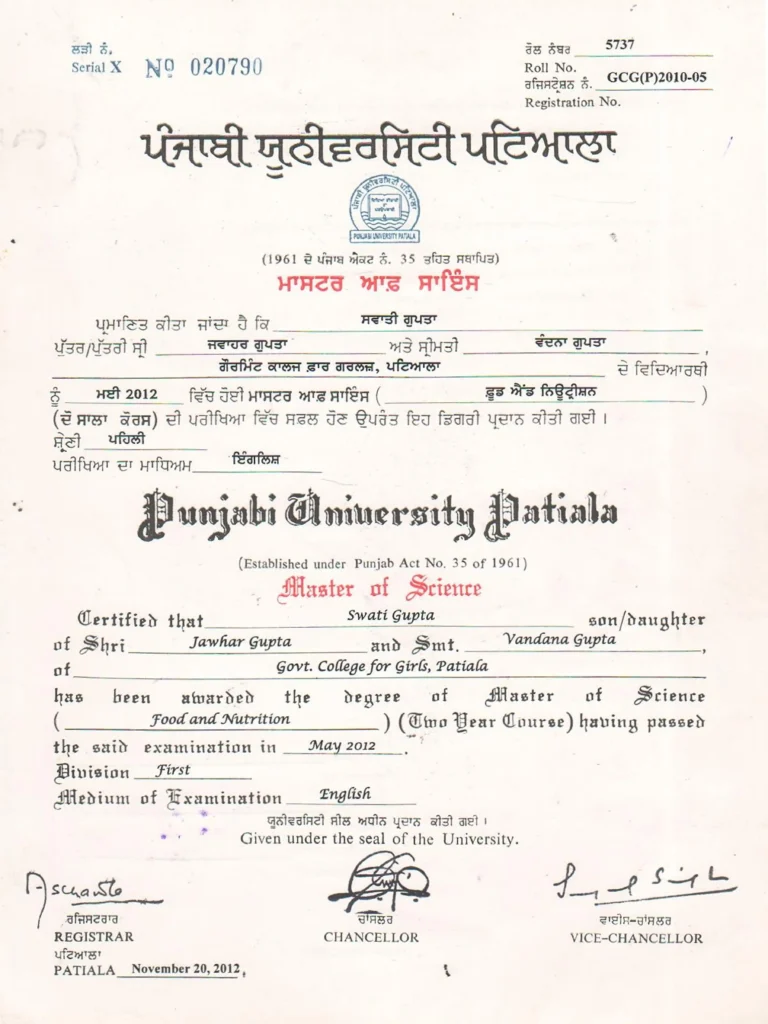 ਲੜੀ ਨੰ.
Serial X No 020790
ਰੋਲ ਨੰਬਰ 5737
Roll No.
ਰਜਿਸਟ੍ਰੇਸ਼ਨ ਨੰ. GCG(P)2010-05
Registration No.
ਪੰਜਾਬੀ ਯੂਨੀਵਰਸਿਟੀ ਪਟਿਆਲਾ
PUNJABI UNIVERSITY PATIALA
(1961 ਦੇ ਪੰਜਾਬ ਐਕਟ ਨੰ. 35 ਤਹਿਤ ਸਥਾਪਿਤ)
ਮਾਸਟਰ ਆਫ਼ ਸਾਇੰਸ
ਪ੍ਰਮਾਣਿਤ ਕੀਤਾ ਜਾਂਦਾ ਹੈ ਕਿ ਸਵਾਤੀ ਗੁਪਤਾ
ਪੁੱਤਰ/ਪੁੱਤਰੀ ਸ੍ਰੀ ਜਵਾਹਰ ਗੁਪਤਾ ਅਤੇ ਸ੍ਰੀਮਤੀ ਵੰਦਨਾ ਗੁਪਤਾ ,
ਗੌਰਮਿੰਟ ਕਾਲਜ ਫ਼ਾਰ ਗਰਲਜ਼, ਪਟਿਆਲਾ ਦੇ ਵਿਦਿਆਰਥੀ
ਨੂੰ ਮਈ 2012 ਵਿੱਚ ਹੋਈ ਮਾਸਟਰ ਆਫ਼ ਸਾਇੰਸ ( ਫ਼ੂਡ ਐਂਡ ਨਿਊਟ੍ਰੀਸ਼ਨ )
(ਦੋ ਸਾਲਾ ਕੋਰਸ) ਦੀ ਪਰੀਖਿਆ ਵਿੱਚ ਸਫ਼ਲ ਹੋਣ ਉਪਰੰਤ ਇਹ ਡਿਗਰੀ ਪ੍ਰਦਾਨ ਕੀਤੀ ਗਈ ।
ਸ਼੍ਰੇਣੀ ਪਹਿਲੀ
ਪਰੀਖਿਆ ਦਾ ਮਾਧਿਅਮ ਇੰਗਲਿਸ਼
Punjabi University Patiala
(Established under Punjab Act No. 35 of 1961)
Master of Science
Certified that Swati Gupta son/daughter
of Shri Jawhar Gupta and Smt. Vandana Gupta ,
of Govt. College for Girls, Patiala
has been awarded the degree of Master of Science
( Food and Nutrition ) (Two Year Course) having passed
the said examination in May 2012 .
Division First
Medium of Examination English
ਯੂਨੀਵਰਸਿਟੀ ਸੀਲ ਅਧੀਨ ਪ੍ਰਦਾਨ ਕੀਤੀ ਗਈ ।
Given under the seal of the University.
ਰਜਿਸਟਰਾਰ
REGISTRAR
ਪਟਿਆਲਾ
PATIALA November 20, 2012 ,
ਚਾਂਸਲਰ
CHANCELLOR
ਵਾਈਸ-ਚਾਂਸਲਰ
VICE-CHANCELLOR